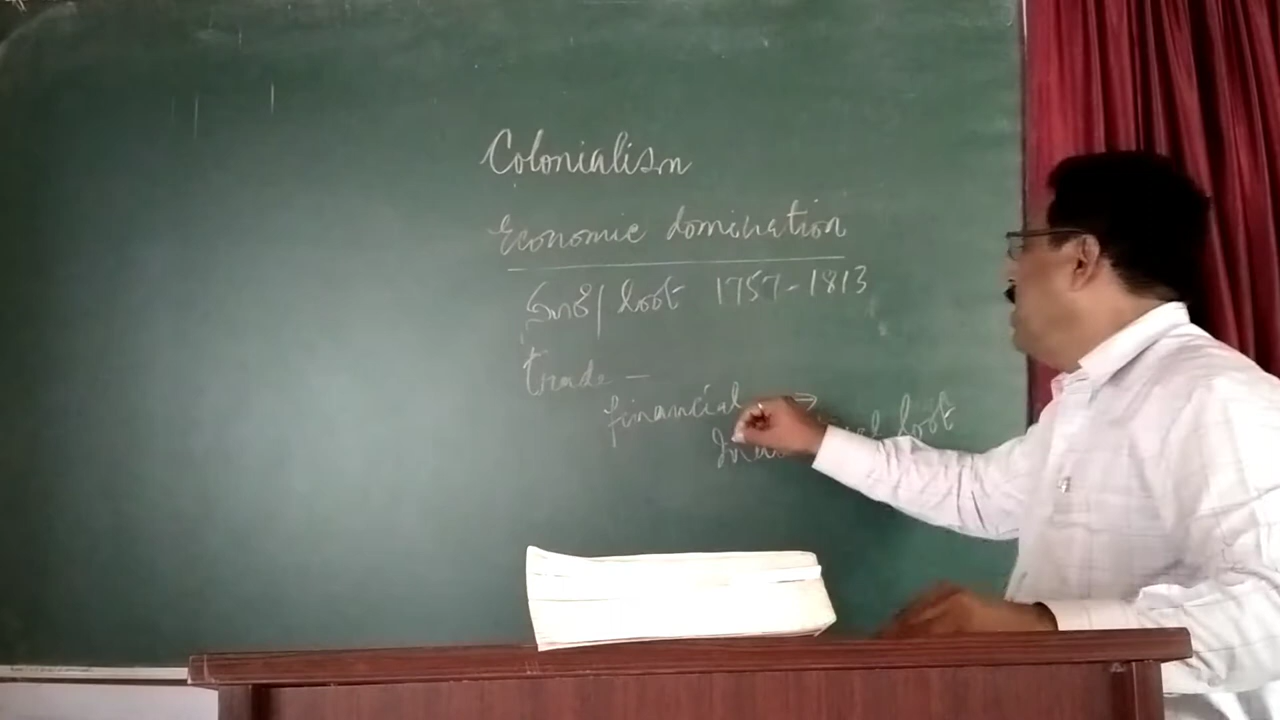 Colonialism
Economic domination
loot 1757-1813
trade -
financial →
loot